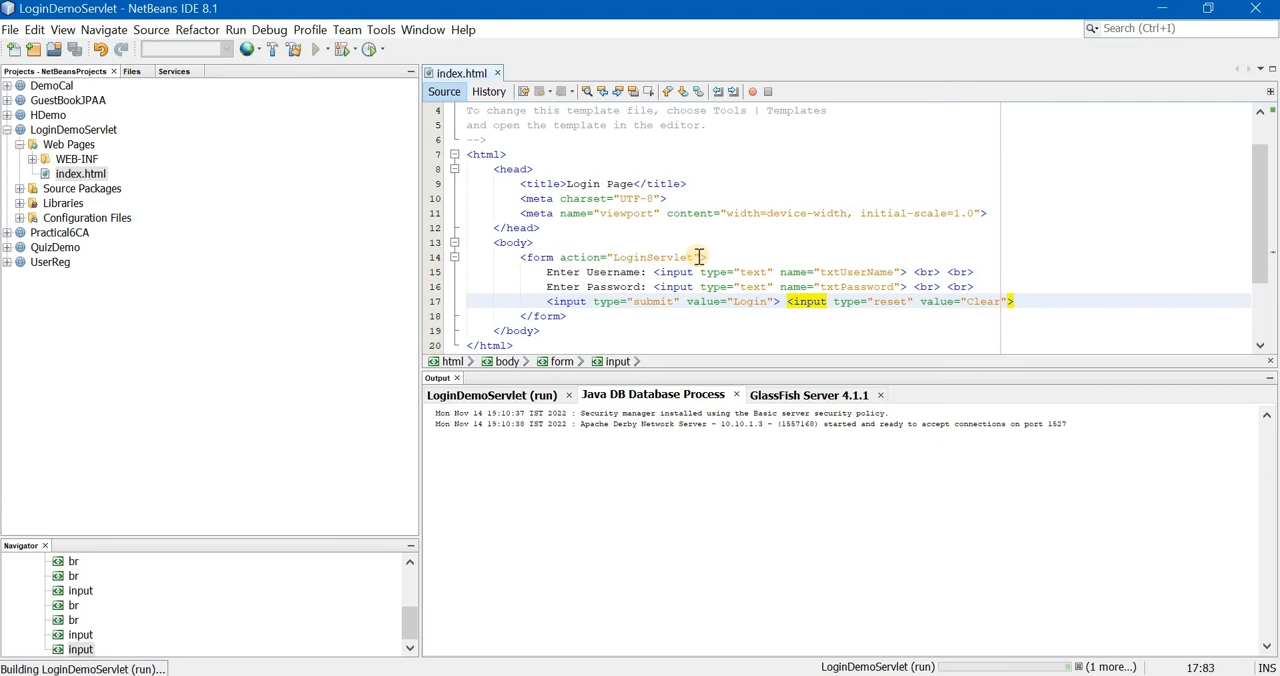 LoginDemoServlet - NetBeans IDE 8.1
File Edit View Navigate Source Refactor Run Debug Profile Team Tools Window Help
Search (Ctrl+I)
Projects - NetBeansProjects Files Services
DemoCal
GuestBookJPAA
HDemo
LoginDemoServlet
Web Pages
WEB-INF
index.html
Source Packages
Libraries
Configuration Files
Practical6CA
QuizDemo
UserReg
index.html
Source History
4 To change this template file, choose Tools | Templates
5 and open the template in the editor.
6 -->
7 <html>
8 <head>
9 <title>Login Page</title>
10 <meta charset="UTF-8">
11 <meta name="viewport" content="width=device-width, initial-scale=1.0">
12 </head>
13 <body>
14 <form action="LoginServlet">
15 Enter Username: <input type="text" name="txtUserName"> <br> <br>
16 Enter Password: <input type="text" name="txtPassword"> <br> <br>
17 <input type="submit" value="Login"> <input type="reset" value="Clear">
18 </form>
19 </body>
20 </html>
html body form input
Output
LoginDemoServlet (run) Java DB Database Process GlassFish Server 4.1.1
Mon Nov 14 19:10:37 IST 2022 : Security manager installed using the Basic server security policy.
Mon Nov 14 19:10:38 IST 2022 : Apache Derby Network Server - 10.10.1.3 - (1557168) started and ready to accept connections on port 1527
Navigator
br
br
input
br
br
input
input
Building LoginDemoServlet (run)...
LoginDemoServlet (run) (1 more...) 17:83 INS